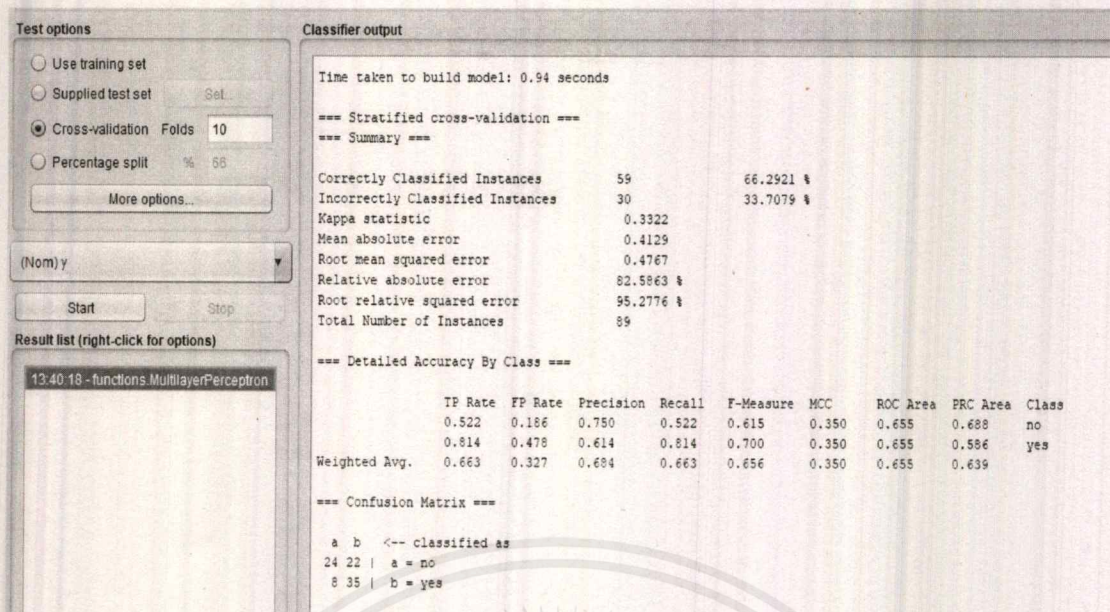 Test options
Use training set
Supplied test set Set...
Cross-validation Folds 10
Percentage split % 66
More options...
(Nom) y
Start Stop
Result list (right-click for options)
13:40:18 - functions.MultilayerPerceptron
Classifier output
Time taken to build model: 0.94 seconds
=== Stratified cross-validation ===
=== Summary ===
Correctly Classified Instances 59 66.2921 %
Incorrectly Classified Instances 30 33.7079 %
Kappa statistic 0.3322
Mean absolute error 0.4129
Root mean squared error 0.4767
Relative absolute error 82.5863 %
Root relative squared error 95.2776 %
Total Number of Instances 89
=== Detailed Accuracy By Class ===
TP Rate FP Rate Precision Recall F-Measure MCC ROC Area PRC Area Class
0.522 0.186 0.750 0.522 0.615 0.350 0.655 0.688 no
0.814 0.478 0.614 0.814 0.700 0.350 0.655 0.586 yes
Weighted Avg. 0.663 0.327 0.684 0.663 0.656 0.350 0.655 0.639
=== Confusion Matrix ===
a b <-- classified as
24 22 | a = no
8 35 | b = yes